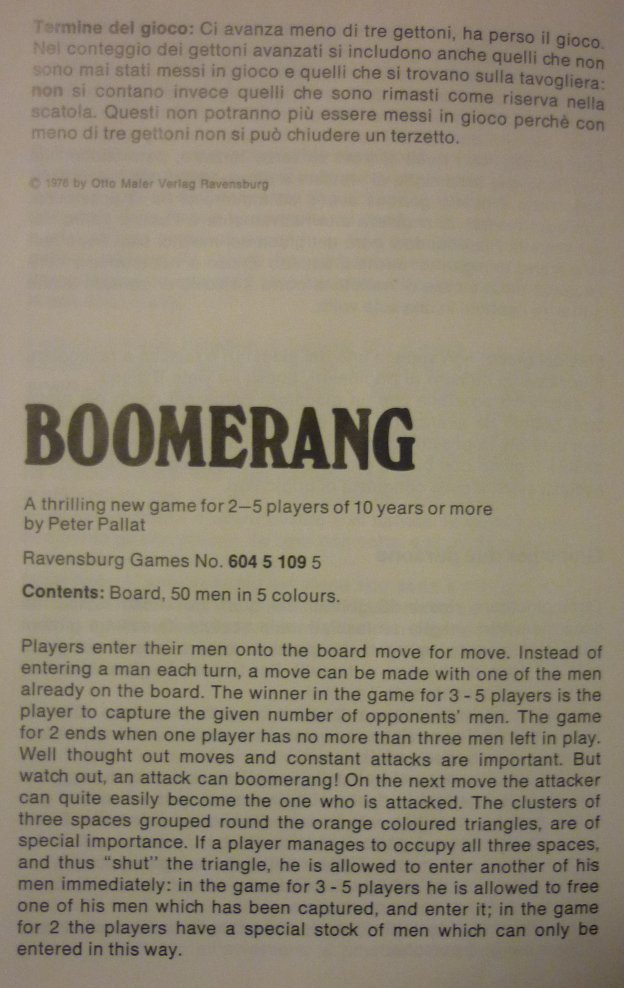 Termine del gioco: Ci avanza meno di tre gettoni, ha perso il gioco.
Nel conteggio dei gettoni avanzati si includono anche quelli che non
sono mai stati messi in gioco e quelli che si trovano sulla tavogliera:
non si contano invece quelli che sono rimasti come riserva nella
scatola. Questi non potranno più essere messi in gioco perchè con
meno di tre gettoni non si può chiudere un terzetto.
© 1976 by Otto Maier Verlag Ravensburg
BOOMERANG
A thrilling new game for 2–5 players of 10 years or more
by Peter Pallat
Ravensburg Games No. 604 5 109 5
Contents: Board, 50 men in 5 colours.
Players enter their men onto the board move for move. Instead of
entering a man each turn, a move can be made with one of the men
already on the board. The winner in the game for 3 - 5 players is the
player to capture the given number of opponents' men. The game
for 2 ends when one player has no more than three men left in play.
Well thought out moves and constant attacks are important. But
watch out, an attack can boomerang! On the next move the attacker
can quite easily become the one who is attacked. The clusters of
three spaces grouped round the orange coloured triangles, are of
special importance. If a player manages to occupy all three spaces,
and thus "shut" the triangle, he is allowed to enter another of his
men immediately: in the game for 3 - 5 players he is allowed to free
one of his men which has been captured, and enter it; in the game
for 2 the players have a special stock of men which can only be
entered in this way.